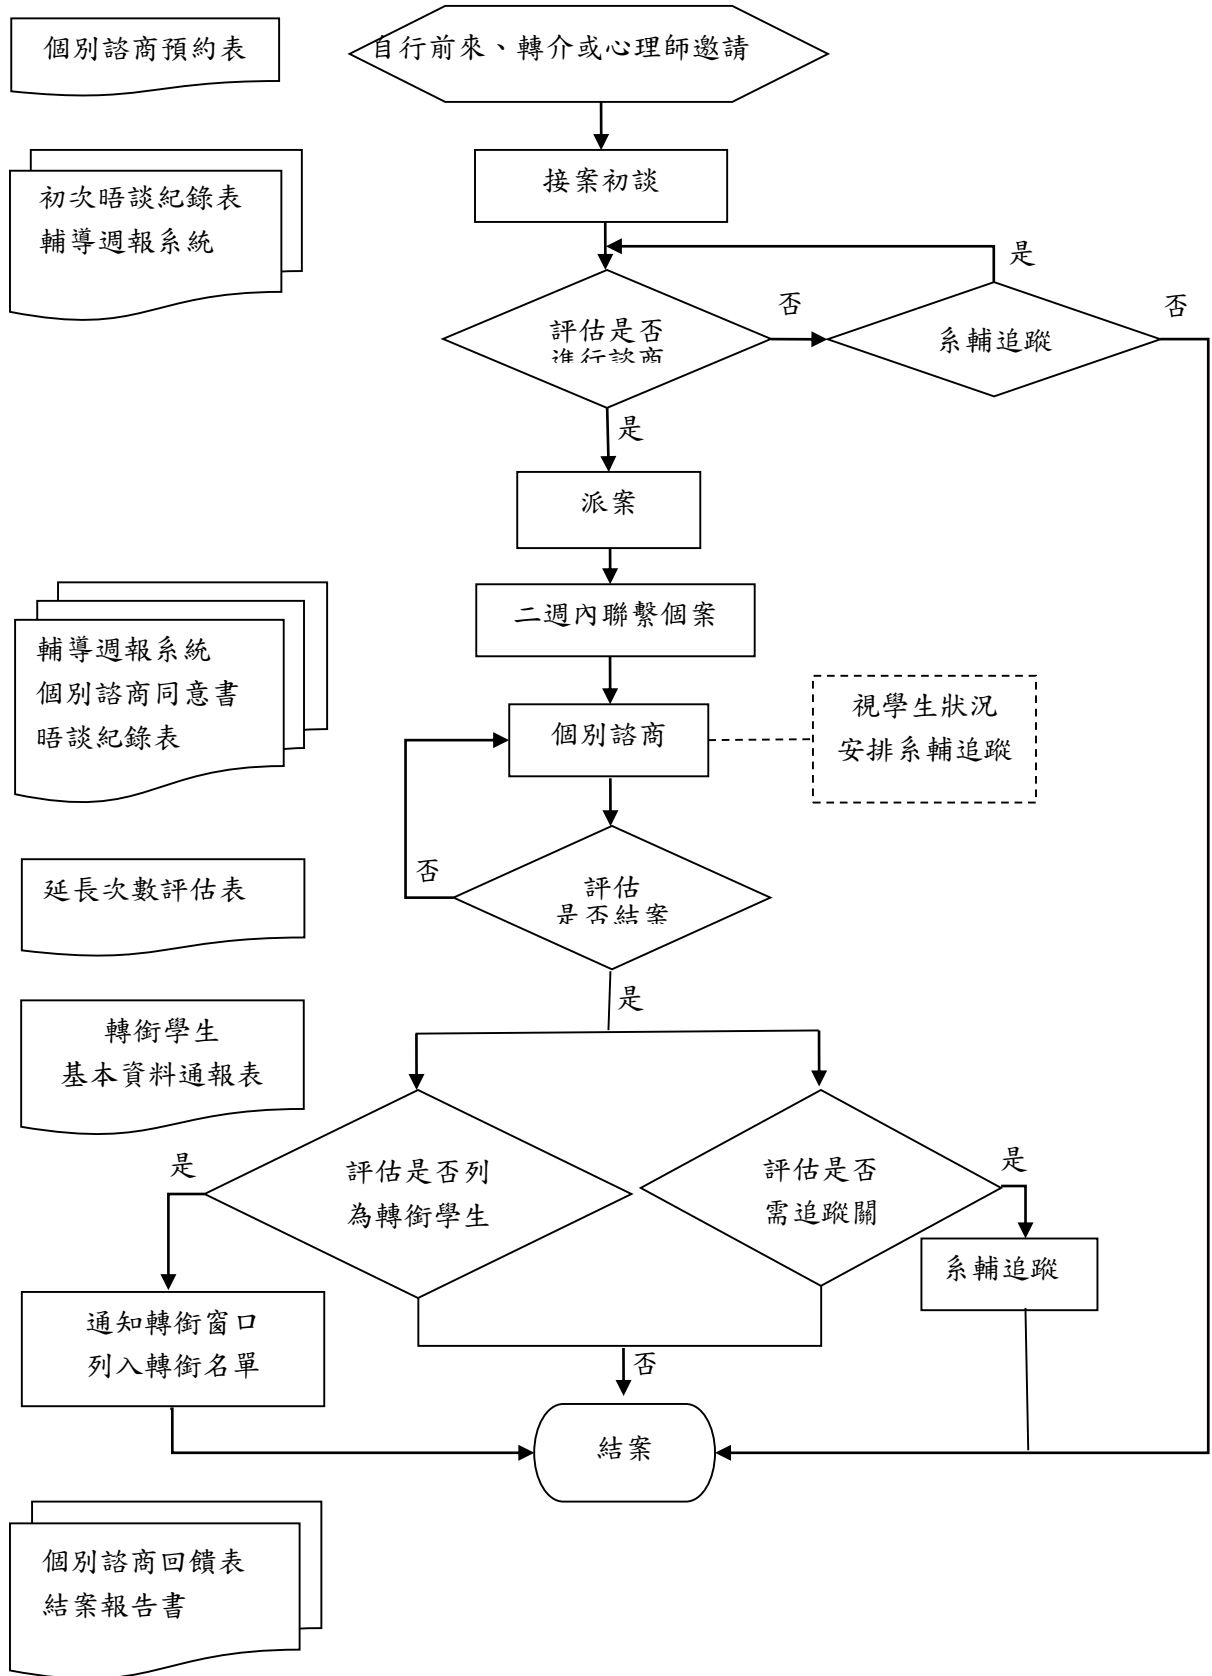 個別諮商預約表
自行前來、轉介或心理師邀請
接案初談
初次晤談紀錄表
輔導週報系統
是
否
否
評估是否
進行諮商
系輔追蹤
是
派案
二週內聯繫個案
輔導週報系統
個別諮商同意書
晤談紀錄表
個別諮商
視學生狀況
安排系輔追蹤
否
評估
是否結案
延長次數評估表
是
轉銜學生
基本資料通報表
是
評估是否列
為轉銜學生
評估是否
需追蹤關
是
系輔追蹤
通知轉銜窗口
列入轉銜名單
否
結案
個別諮商回饋表
結案報告書